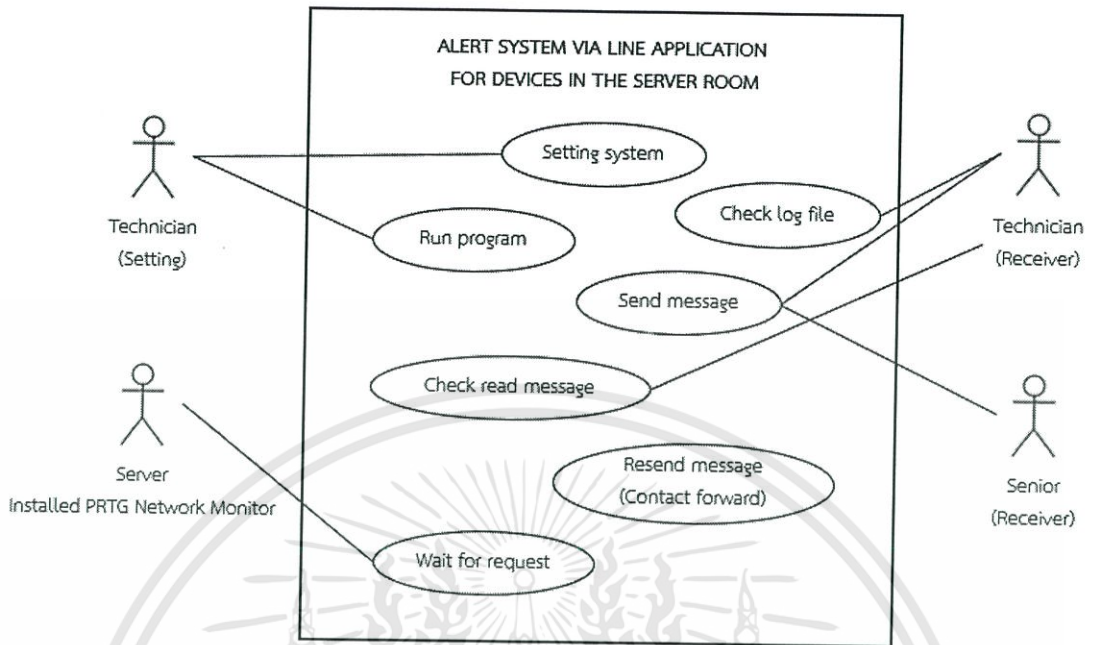 ALERT SYSTEM VIA LINE APPLICATION
FOR DEVICES IN THE SERVER ROOM
Setting system
Technician
(Setting)
Check log file
Technician
(Receiver)
Run program
Send message
Check read message
Server
Installed PRTG Network Monitor
Resend message
(Contact forward)
Senior
(Receiver)
Wait for request